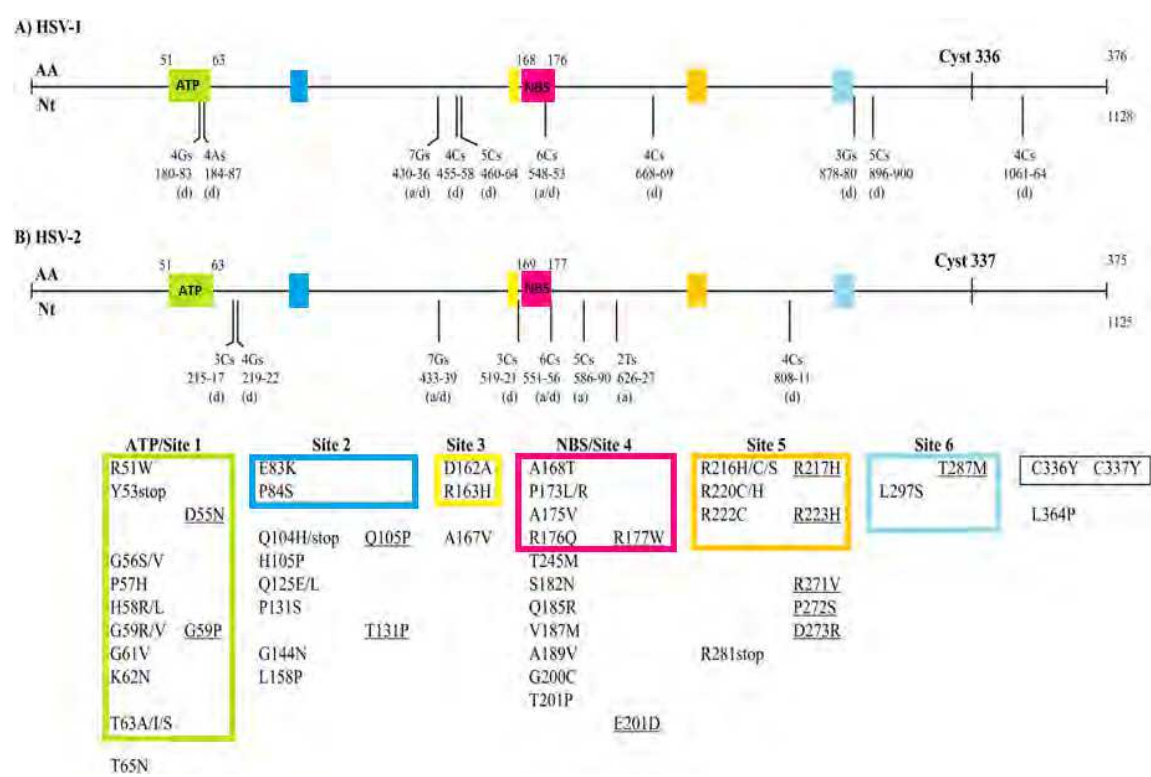 A) HSV-1
51 63 168 176 Cyst 336 376
AA
ATP NBS
Nt 1128
4Gs 4As 7Gs 4Cs 5Cs 6Cs 4Cs 3Gs 5Cs 4Cs
180-83 184-87 430-36 455-58 460-64 548-53 668-69 878-80 896-900 1061-64
(d) (d) (a/d) (d) (d) (a/d) (d) (d) (d) (d)
B) HSV-2
51 63 169 177 Cyst 337 375
AA
ATP NBS
Nt 1125
3Cs 4Gs 7Gs 3Cs 6Cs 5Cs 2Ts 4Cs
215-17 219-22 433-39 519-21 551-56 586-90 626-27 808-11
(d) (d) (a/d) (d) (a/d) (a) (a) (d)
ATP/Site 1 Site 2 Site 3 NBS/Site 4 Site 5 Site 6
R51W E83K D162A A168T R216H/C/S R217H T287M C336Y C337Y
Y53stop P84S R163H P173L/R R220C/H L297S
D55N A175V R222C R223H L364P
Q104H/stop Q105P A167V R176Q R177W
G56S/V H105P T245M
P57H Q125E/L S182N R271V
H58R/L P131S Q185R P272S
G59R/V G59P T131P V187M D273R
G61V G144N A189V R281stop
K62N L158P G200C
T201P
T63A/I/S E201D
T65N